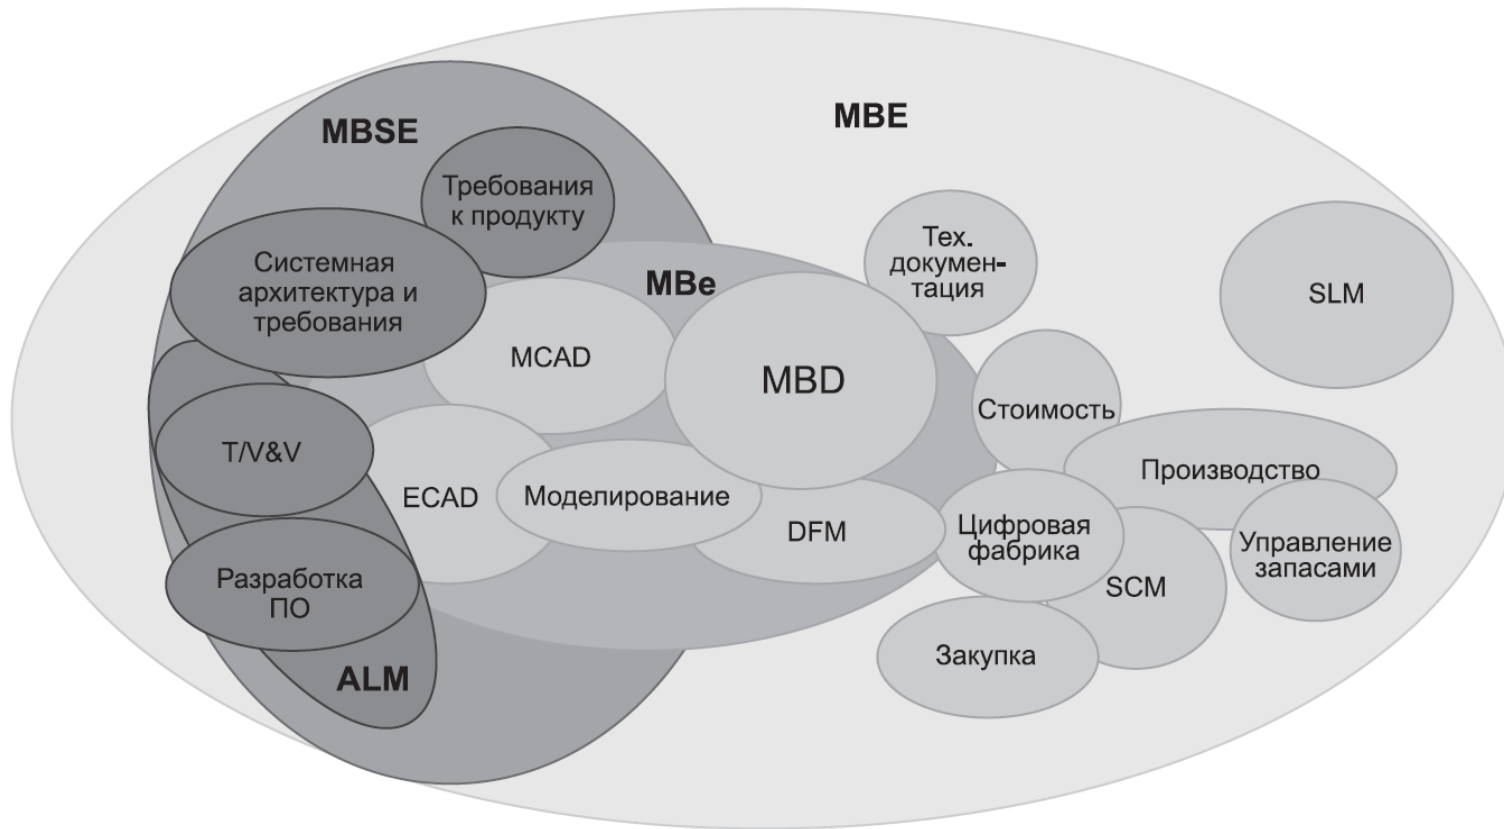 MBE
MBSE
Требования
к продукту
Системная
архитектура и
требования
MBe
Тех.
докумен-
тация
SLM
MCAD
MBD
Стоимость
T/V&V
ECAD
Моделирование
DFM
Производство
Цифровая
фабрика
Управление
запасами
SCM
Разработка
ПО
Закупка
ALM